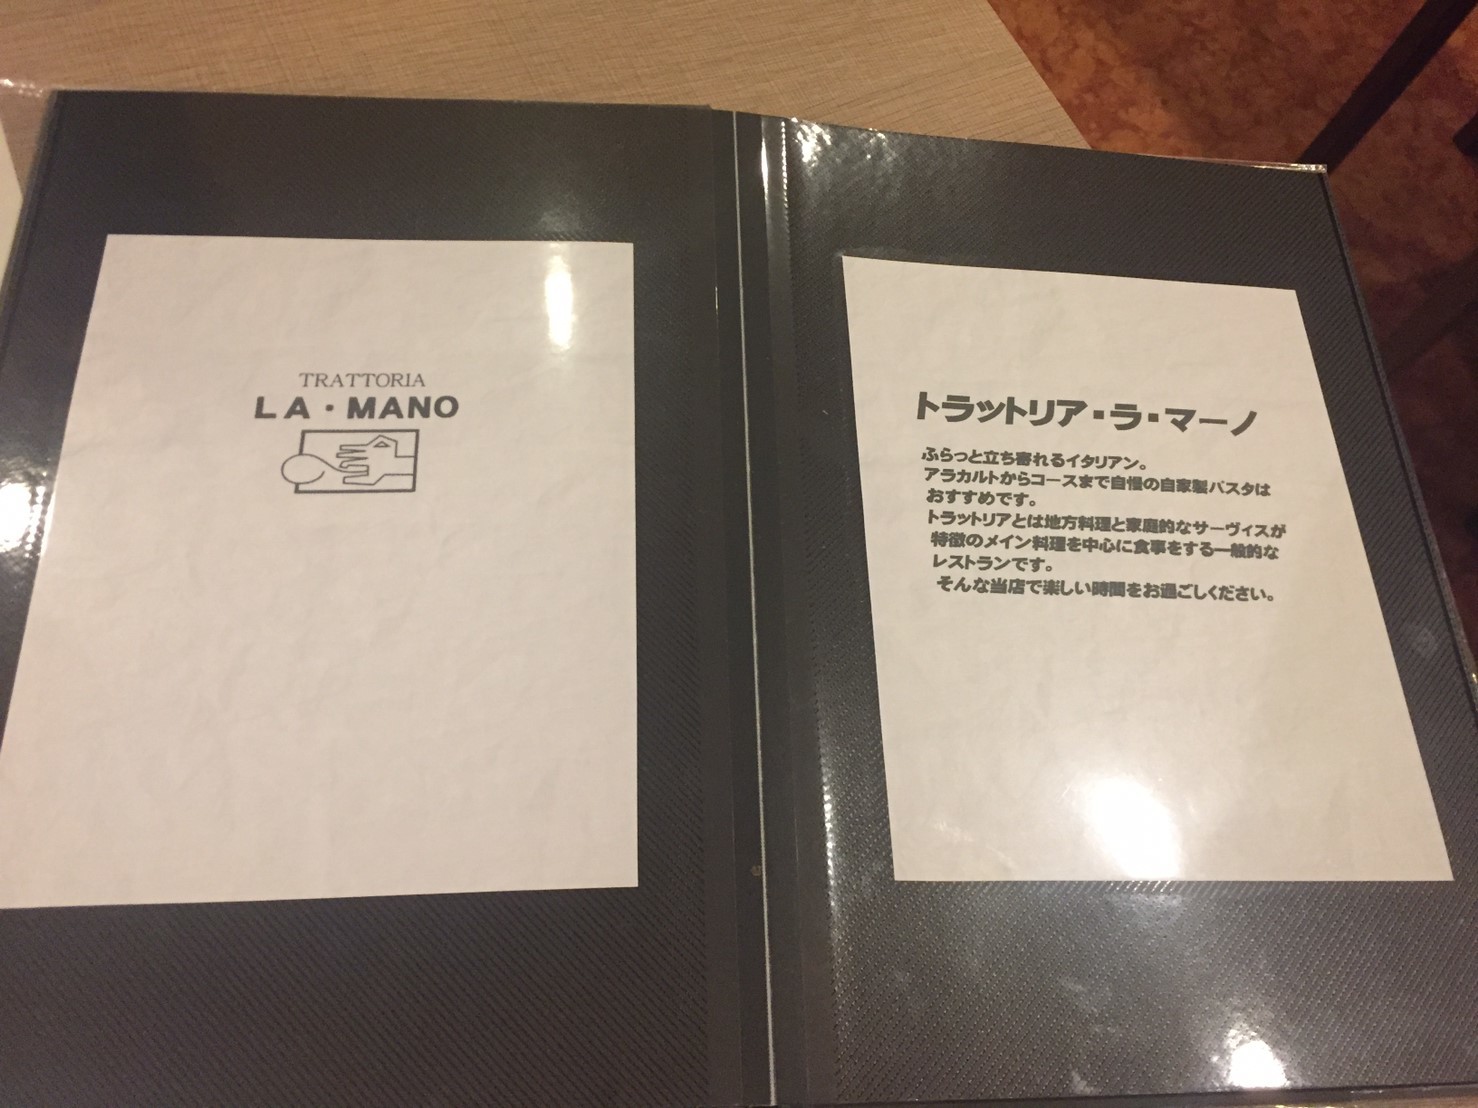 TRATTORIA
LA・MANO
トラットリア・ラ・マーノ
ふらっと立ち寄れるイタリアン。
アラカルトからコースまで自慢の自家製パスタは
おすすめです。
トラットリアとは地方料理と家庭的なサーヴィスが
特徴のメイン料理を中心に食事をする一般的な
レストランです。
そんな当店で楽しい時間をお過ごしください。